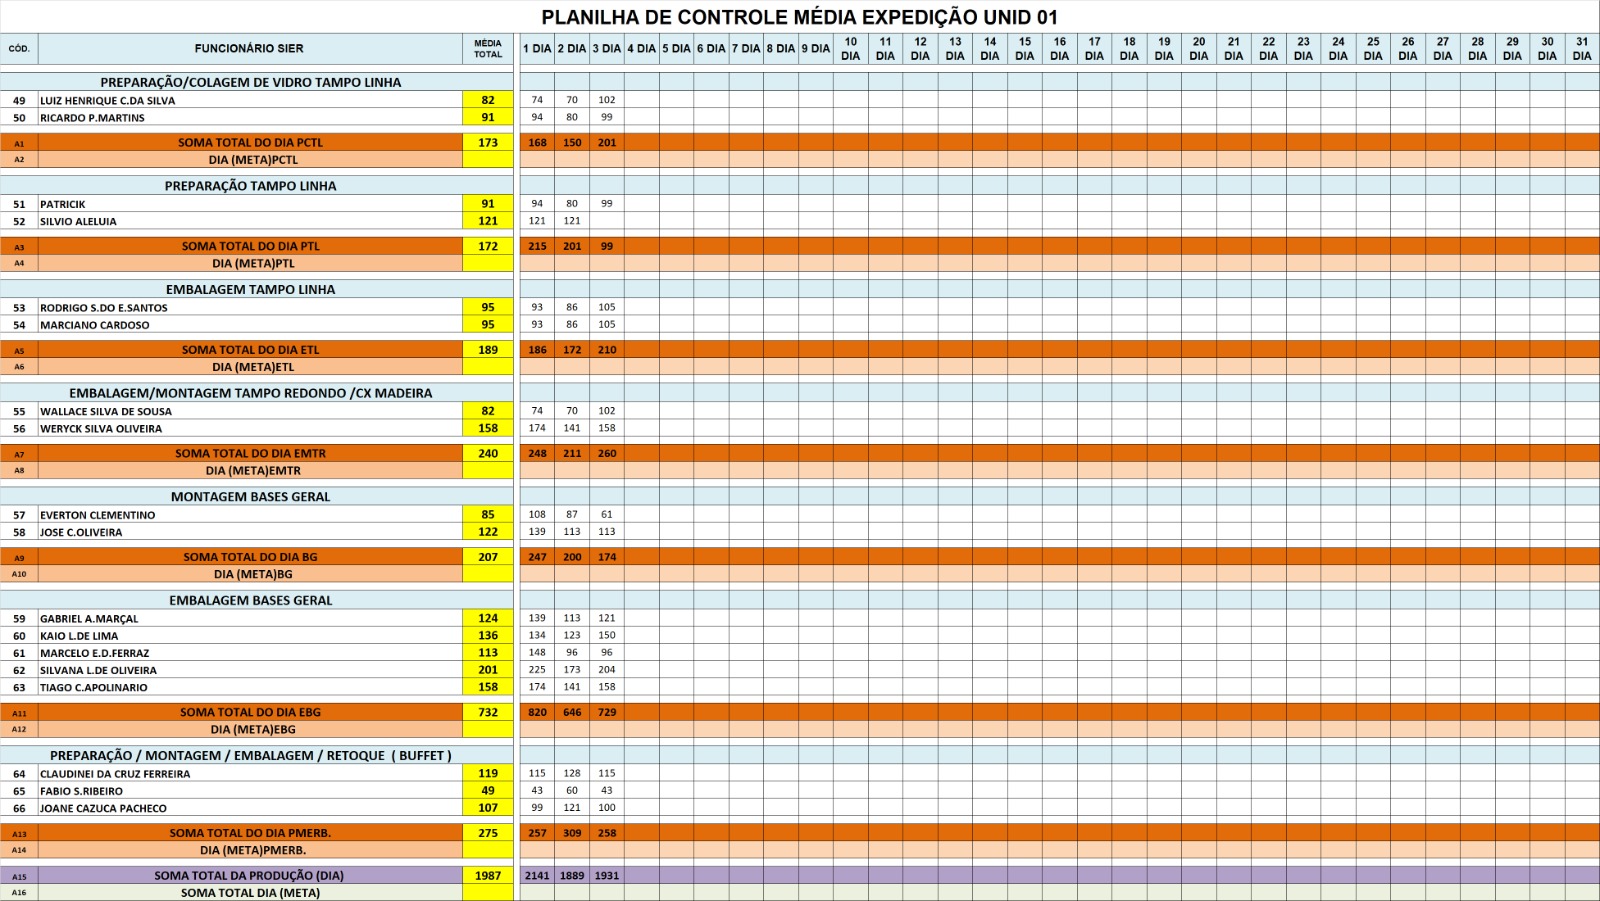 PLANILHA DE CONTROLE MÉDIA EXPEDIÇÃO UNID 01
CÓD. FUNCIONÁRIO SIER MÉDIA TOTAL 1 DIA 2 DIA 3 DIA 4 DIA 5 DIA 6 DIA 7 DIA 8 DIA 9 DIA 10 DIA 11 DIA 12 DIA 13 DIA 14 DIA 15 DIA 16 DIA 17 DIA 18 DIA 19 DIA 20 DIA 21 DIA 22 DIA 23 DIA 24 DIA 25 DIA 26 DIA 27 DIA 28 DIA 29 DIA 30 DIA 31 DIA
PREPARAÇÃO/COLAGEM DE VIDRO TAMPO LINHA
49 LUIZ HENRIQUE C.DA SILVA 82 74 70 102
50 RICARDO P.MARTINS 91 94 80 99
A1 SOMA TOTAL DO DIA PCTL 173 168 150 201
A2 DIA (META)PCTL
PREPARAÇÃO TAMPO LINHA
51 PATRICIK 91 94 80 99
52 SILVIO ALELUIA 121 121 121
A3 SOMA TOTAL DO DIA PTL 172 215 201 99
A4 DIA (META)PTL
EMBALAGEM TAMPO LINHA
53 RODRIGO S.DO E.SANTOS 95 93 86 105
54 MARCIANO CARDOSO 95 93 86 105
A5 SOMA TOTAL DO DIA ETL 189 186 172 210
A6 DIA (META)ETL
EMBALAGEM/MONTAGEM TAMPO REDONDO /CX MADEIRA
55 WALLACE SILVA DE SOUSA 82 74 70 102
56 WERYCK SILVA OLIVEIRA 158 174 141 158
A7 SOMA TOTAL DO DIA EMTR 240 248 211 260
A8 DIA (META)EMTR
MONTAGEM BASES GERAL
57 EVERTON CLEMENTINO 85 108 87 61
58 JOSE C.OLIVEIRA 122 139 113 113
A9 SOMA TOTAL DO DIA BG 207 247 200 174
A10 DIA (META)BG
EMBALAGEM BASES GERAL
59 GABRIEL A.MARÇAL 124 139 113 121
60 KAIO L.DE LIMA 136 134 123 150
61 MARCELO E.D.FERRAZ 113 148 96 96
62 SILVANA L.DE OLIVEIRA 201 225 173 204
63 TIAGO C.APOLINARIO 158 174 141 158
A11 SOMA TOTAL DO DIA EBG 732 820 646 729
A12 DIA (META)EBG
PREPARAÇÃO / MONTAGEM / EMBALAGEM / RETOQUE ( BUFFET )
64 CLAUDINEI DA CRUZ FERREIRA 119 115 128 115
65 FABIO S.RIBEIRO 49 43 60 43
66 JOANE CAZUCA PACHECO 107 99 121 100
A13 SOMA TOTAL DO DIA PMERB. 275 257 309 258
A14 DIA (META)PMERB.
A15 SOMA TOTAL DA PRODUÇÃO (DIA) 1987 2141 1889 1931
A16 SOMA TOTAL DIA (META)